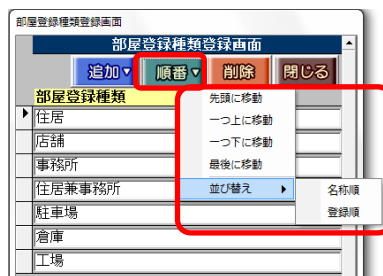 部屋登録種類登録画面
部屋登録種類登録画面
追加▼ 順番▼ 削除 閉じる
部屋登録種類
住居
店舗
事務所
住居兼事務所
駐車場
倉庫
工場
先頭に移動
一つ上に移動
一つ下に移動
最後に移動
並び替え ▶
名称順
登録順